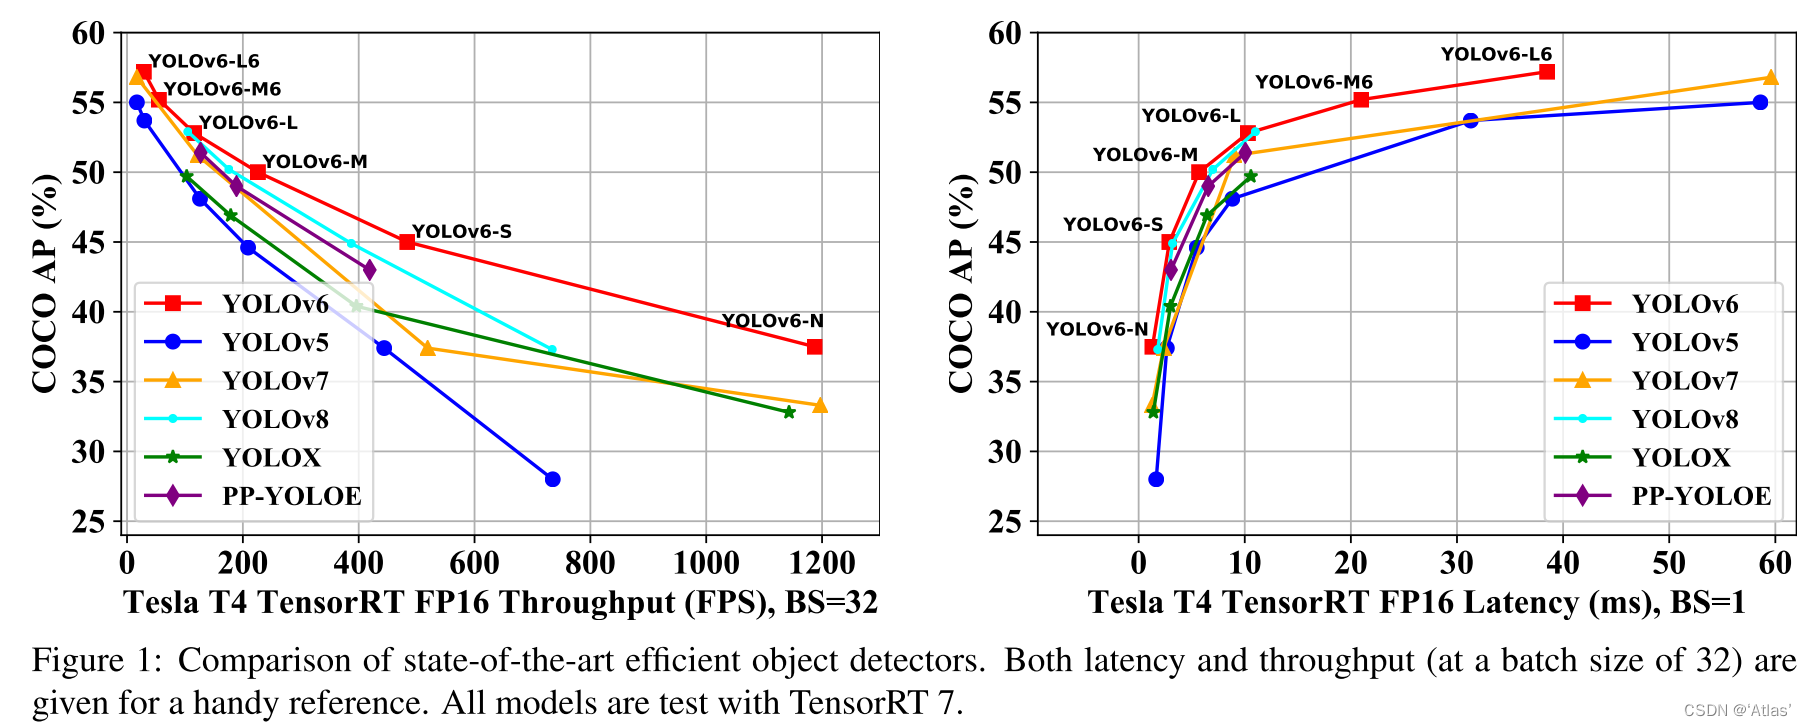 60
55
50
45
40
35
30
25
COCO AP (%)
YOLOv6-L6
YOLOv6-M6
YOLOv6-L
YOLOv6-M
YOLOv6-S
YOLOv6-N
YOLOv6
YOLOv5
YOLOv7
YOLOv8
YOLOX
PP-YOLOE
0 200 400 600 800 1000 1200
Tesla T4 TensorRT FP16 Throughput (FPS), BS=32
60
55
50
45
40
35
30
25
COCO AP (%)
YOLOv6-L6
YOLOv6-M6
YOLOv6-L
YOLOv6-M
YOLOv6-S
YOLOv6-N
YOLOv6
YOLOv5
YOLOv7
YOLOv8
YOLOX
PP-YOLOE
0 10 20 30 40 50 60
Tesla T4 TensorRT FP16 Latency (ms), BS=1
Figure 1: Comparison of state-of-the-art efficient object detectors. Both latency and throughput (at a batch size of 32) are
given for a handy reference. All models are test with TensorRT 7.
CSDN @‘Atlas’